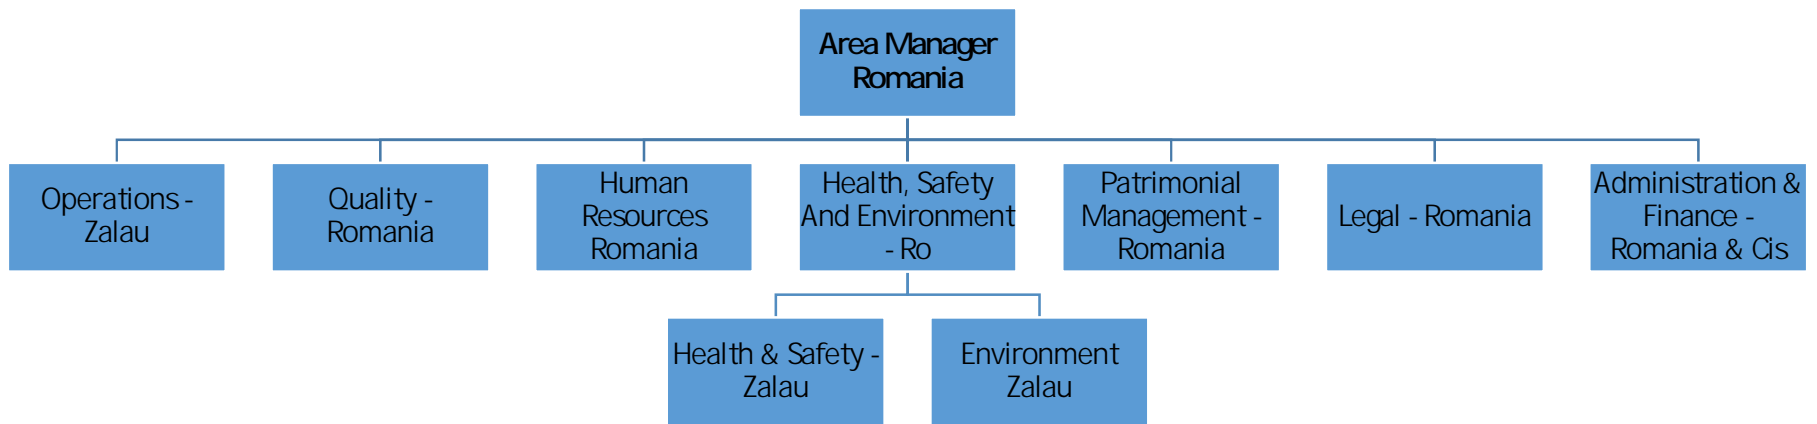 Area Manager
Romania
Operations -
Zalau
Quality -
Romania
Human
Resources
Romania
Health, Safety
And Environment
- Ro
Patrimonial
Management -
Romania
Legal - Romania
Administration &
Finance -
Romania & Cis
Health & Safety -
Zalau
Environment
Zalau